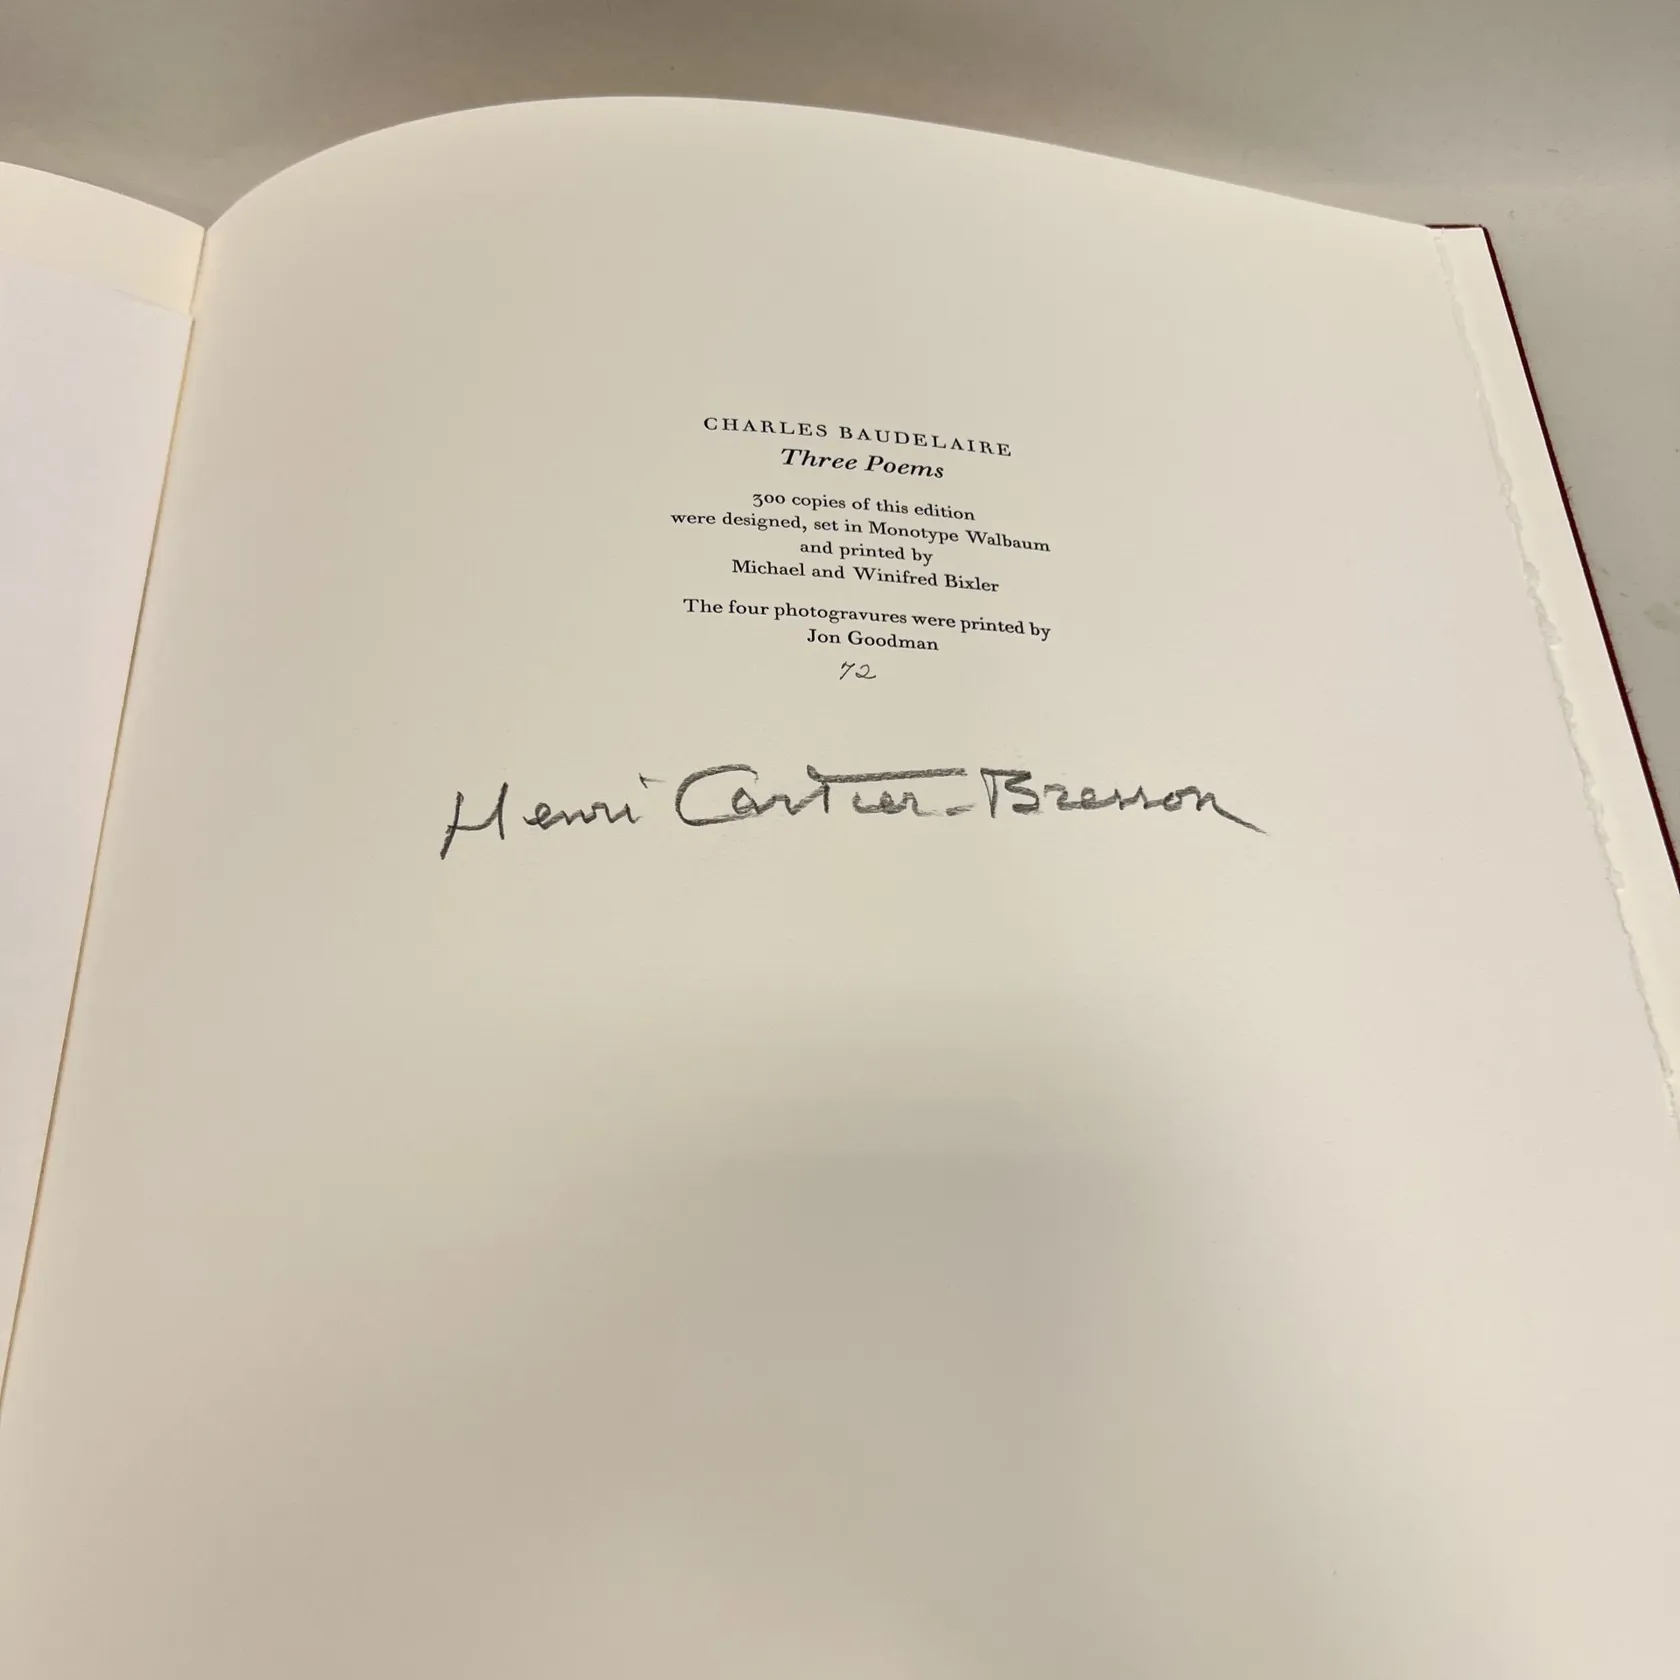 CHARLES BAUDELAIRE
Three Poems
300 copies of this edition
were designed, set in Monotype Walbaum
and printed by
Michael and Winifred Bixler
The four photogravures were printed by
Jon Goodman
72
Henri Cartier-Bresson